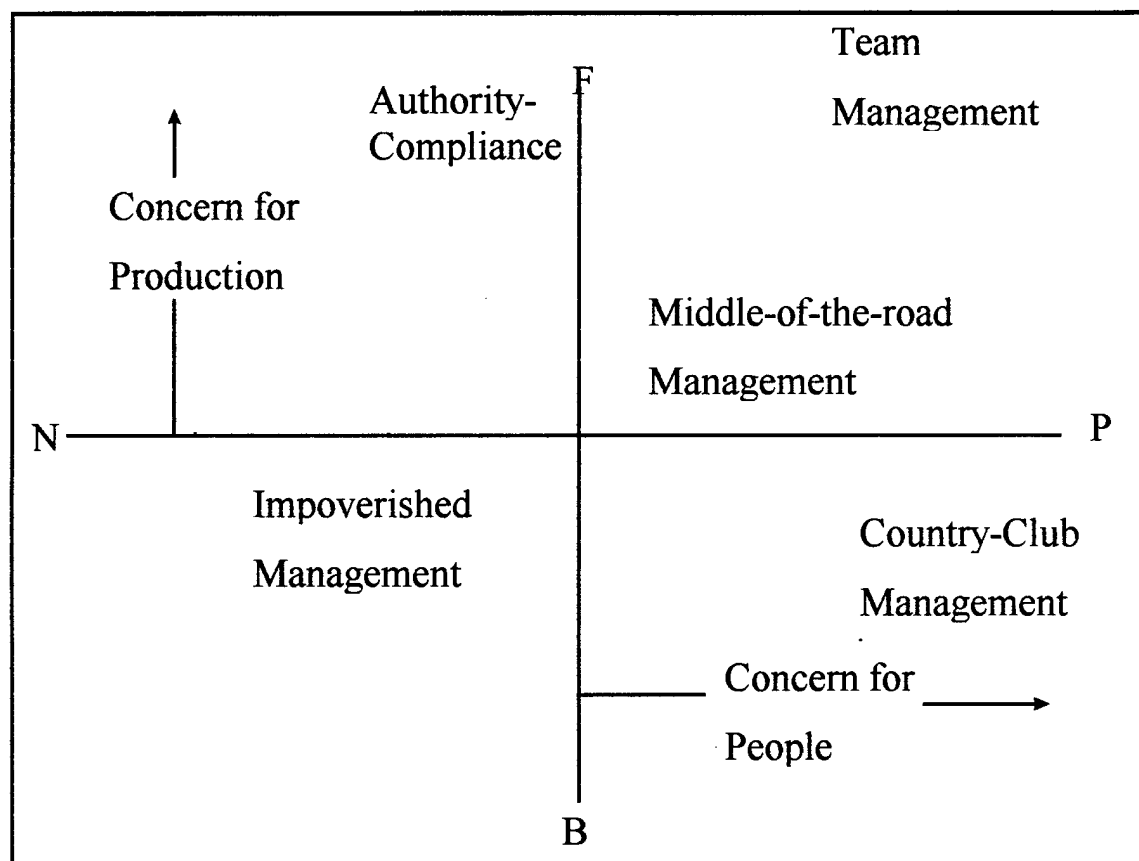 Team
Management
F
Authority-
Compliance
Concern for
Production
Middle-of-the-road
Management
N
P
Impoverished
Management
Country-Club
Management
Concern for
People
B